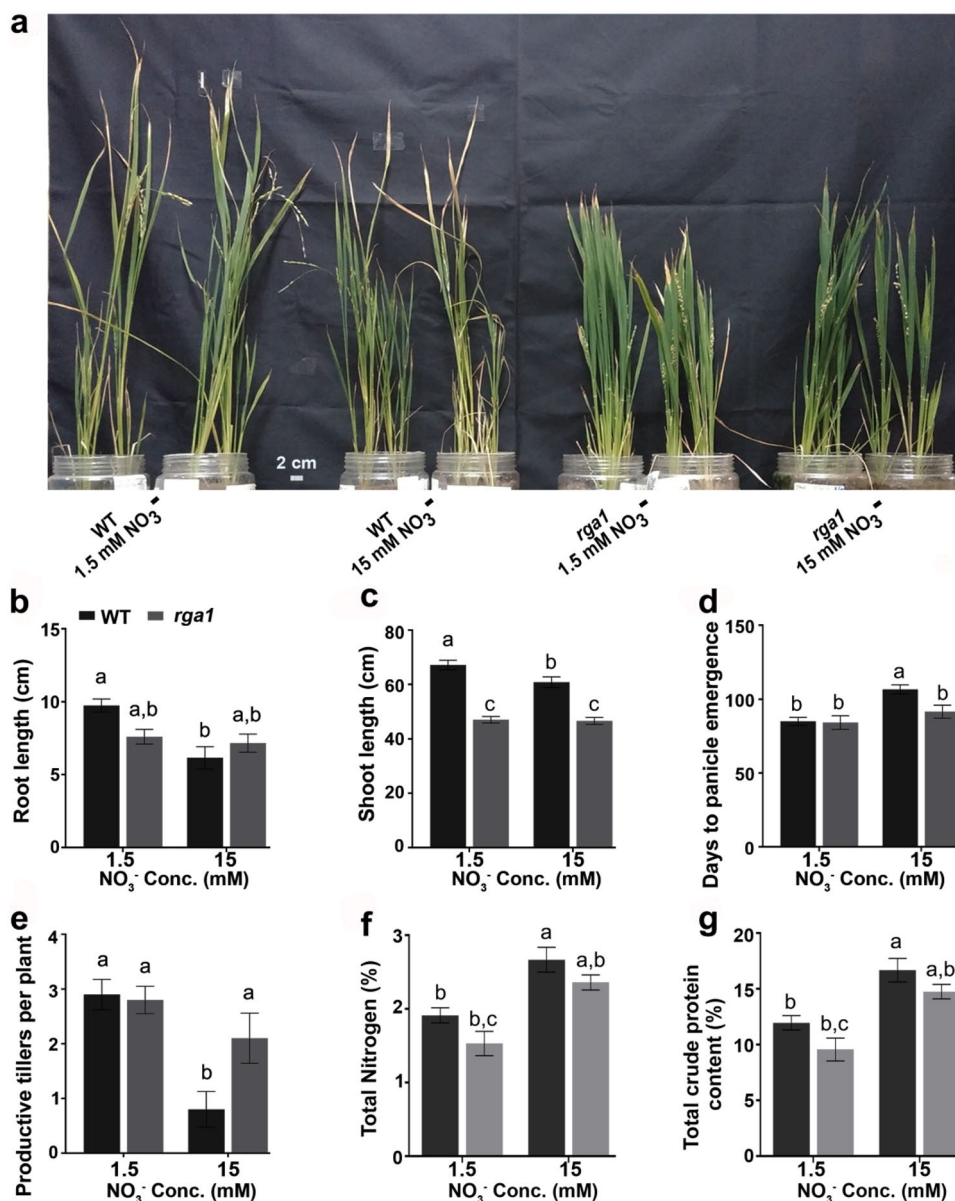 a
2 cm
WT
1.5 mM NO₃⁻
WT
15 mM NO₃⁻
rga1
1.5 mM NO₃⁻
rga1
15 mM NO₃⁻
b
WT rga1
Root length (cm)
15
10
5
0
a
a,b
b
a,b
1.5 15
NO₃⁻ Conc. (mM)
c
Shoot length (cm)
80
60
40
20
0
a
c
b
c
1.5 15
NO₃⁻ Conc. (mM)
d
Days to panicle emergence
150
100
50
0
b
b
a
b
1.5 15
NO₃⁻ Conc. (mM)
e
Productive tillers per plant
4
3
2
1
0
a
a
b
a
1.5 15
NO₃⁻ Conc. (mM)
f
Total Nitrogen (%)
3
2
1
0
b
b,c
a
a,b
1.5 15
NO₃⁻ Conc. (mM)
g
Total crude protein
content (%)
20
15
10
5
0
b
b,c
a
a,b
1.5 15
NO₃⁻ Conc. (mM)